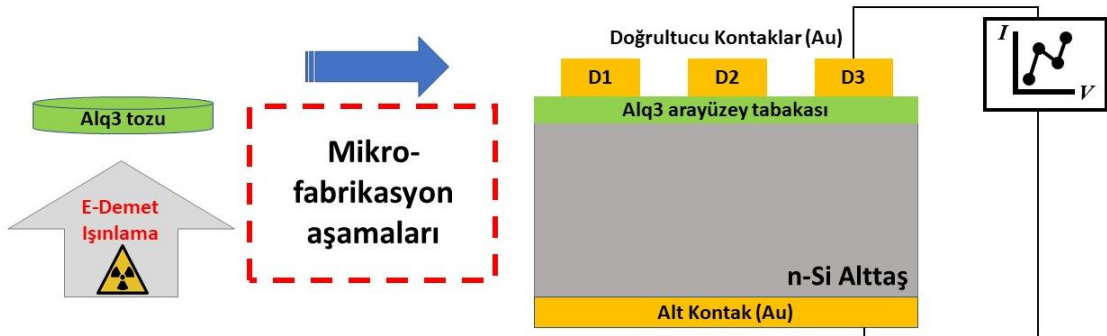 Alq3 tozu
E-Demet
Işınlama
Mikro-
fabrikasyon
aşamaları
Doğrultucu Kontaklar (Au)
D1
D2
D3
Alq3 arayüzey tabakası
n-Si Alttaş
Alt Kontak (Au)
I
V